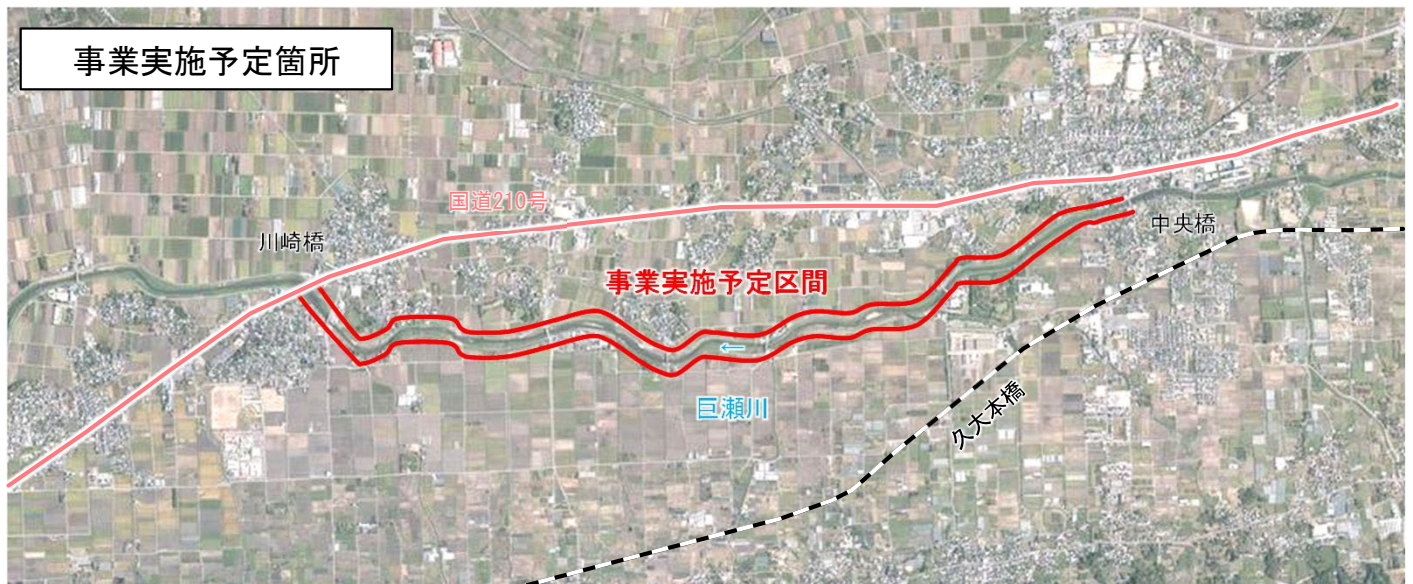 事業実施予定箇所
国道210号
川崎橋
中央橋
事業実施予定区間
←
巨瀬川
久大本橋